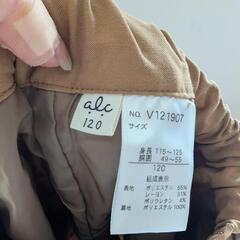 a.l.c
120
NO. V121907
サイズ
身長 115～125
胴囲 49～55
120
組成表示
表地 ポリエステル 65%
レーヨン 31%
ポリウレタン 4%
裏地 ポリエステル 100%